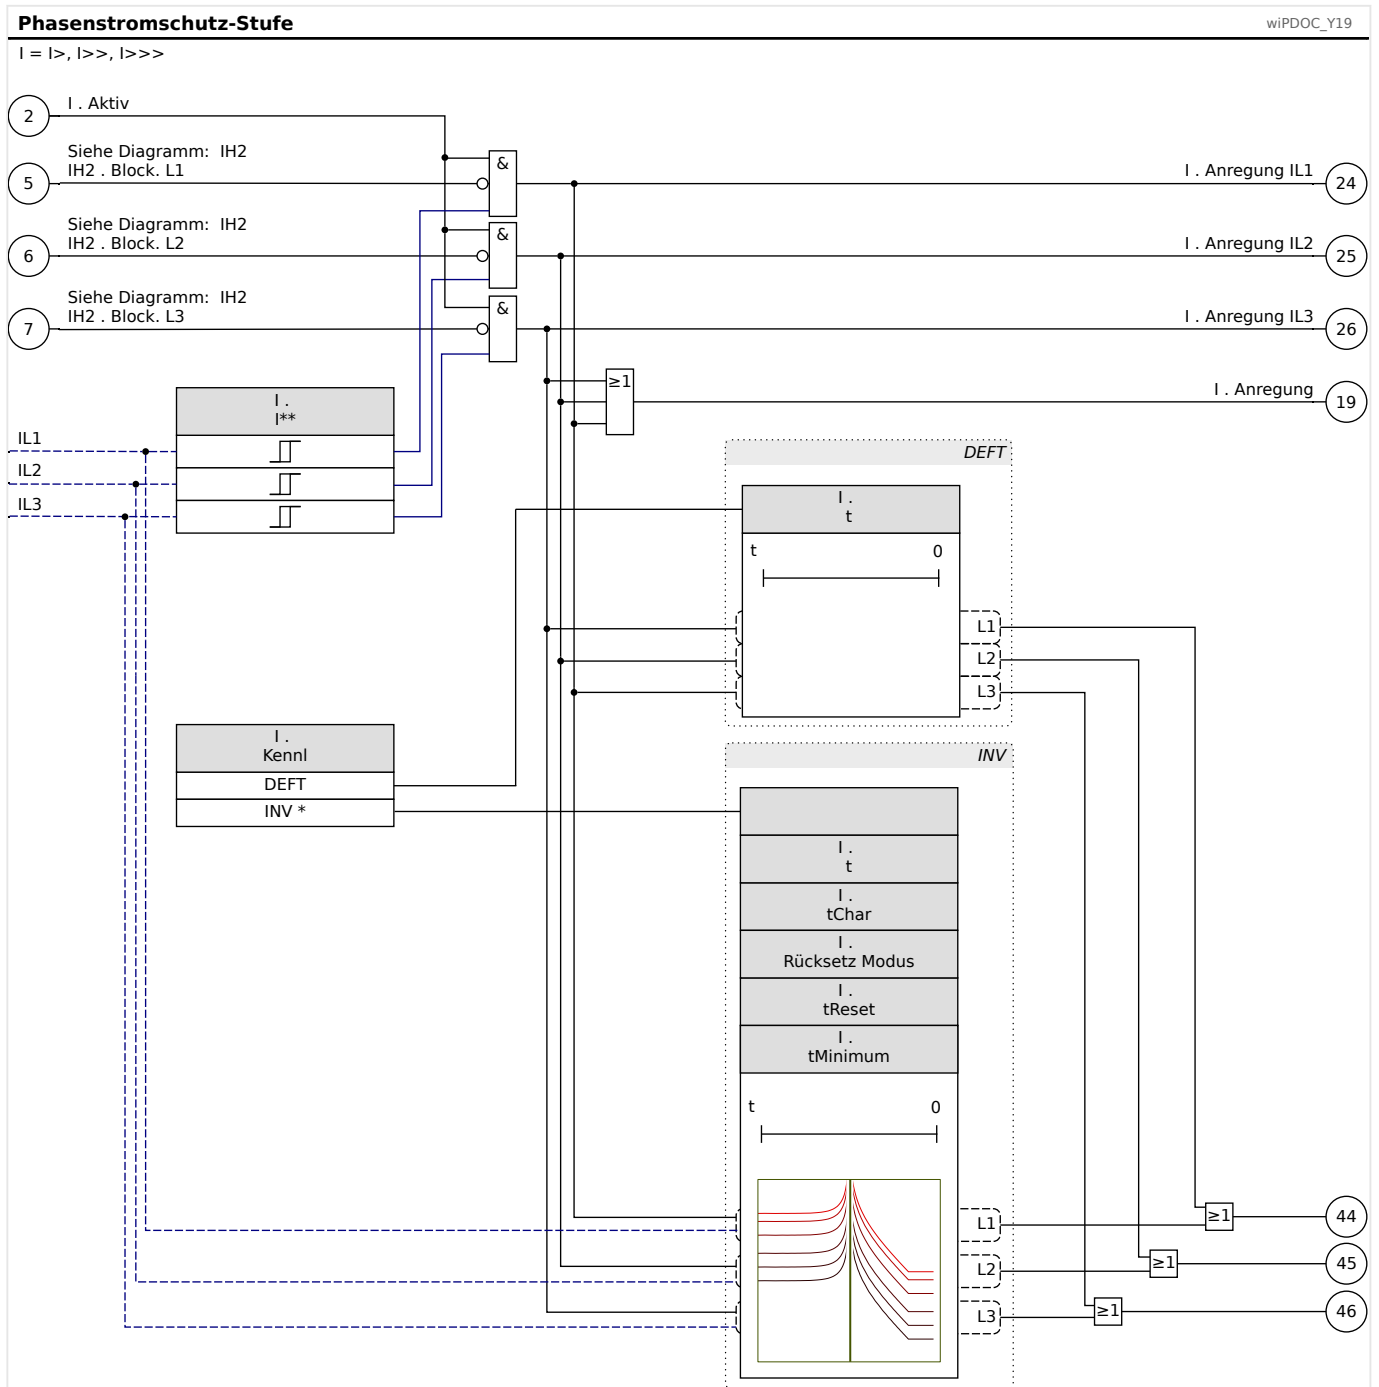 Phasenstromschutz-Stufe
wiPDOC_Y19
I = I>, I>>, I>>>
2
I . Aktiv
Siehe Diagramm: IH2
IH2 . Block. L1
5
&
I . Anregung IL1
24
Siehe Diagramm: IH2
IH2 . Block. L2
6
&
I . Anregung IL2
25
Siehe Diagramm: IH2
IH2 . Block. L3
7
&
I . Anregung IL3
26
≥1
I . Anregung
19
I .
I**
IL1
IL2
IL3
DEFT
I .
t
t 0
L1
L2
L3
I .
Kennl
DEFT
INV *
INV
I .
t
I .
tChar
I .
Rücksetz Modus
I .
tReset
I .
tMinimum
t 0
L1
≥1
44
L2
≥1
45
L3
≥1
46